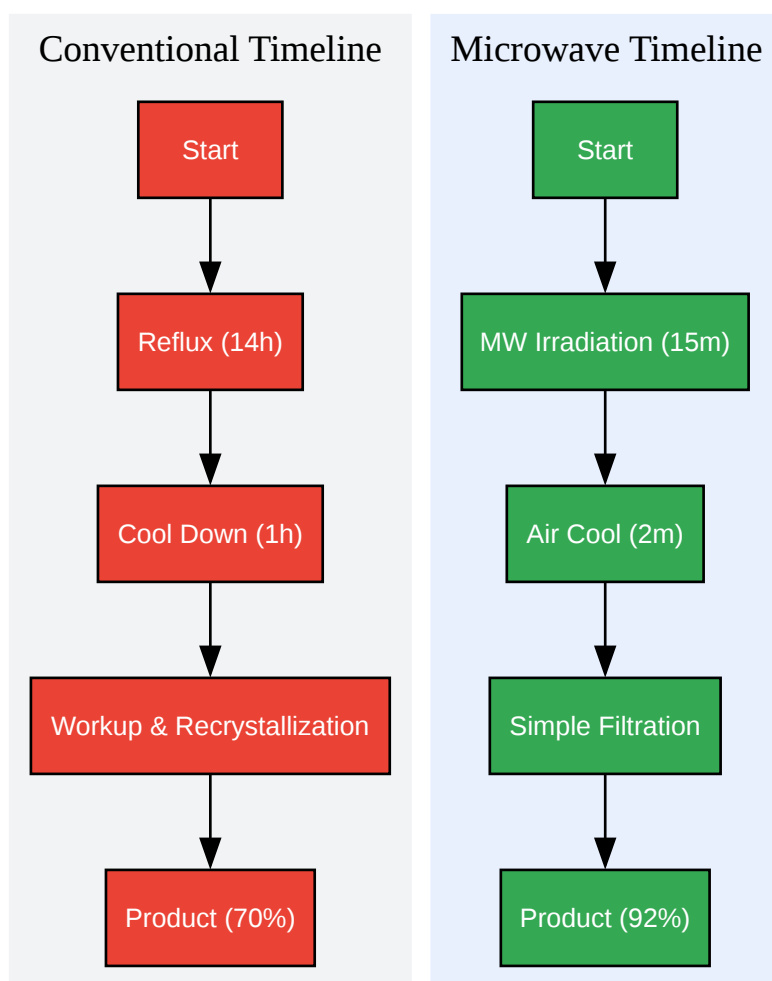 Conventional Timeline
Start
Reflux (14h)
Cool Down (1h)
Workup & Recrystallization
Product (70%)
Microwave Timeline
Start
MW Irradiation (15m)
Air Cool (2m)
Simple Filtration
Product (92%)